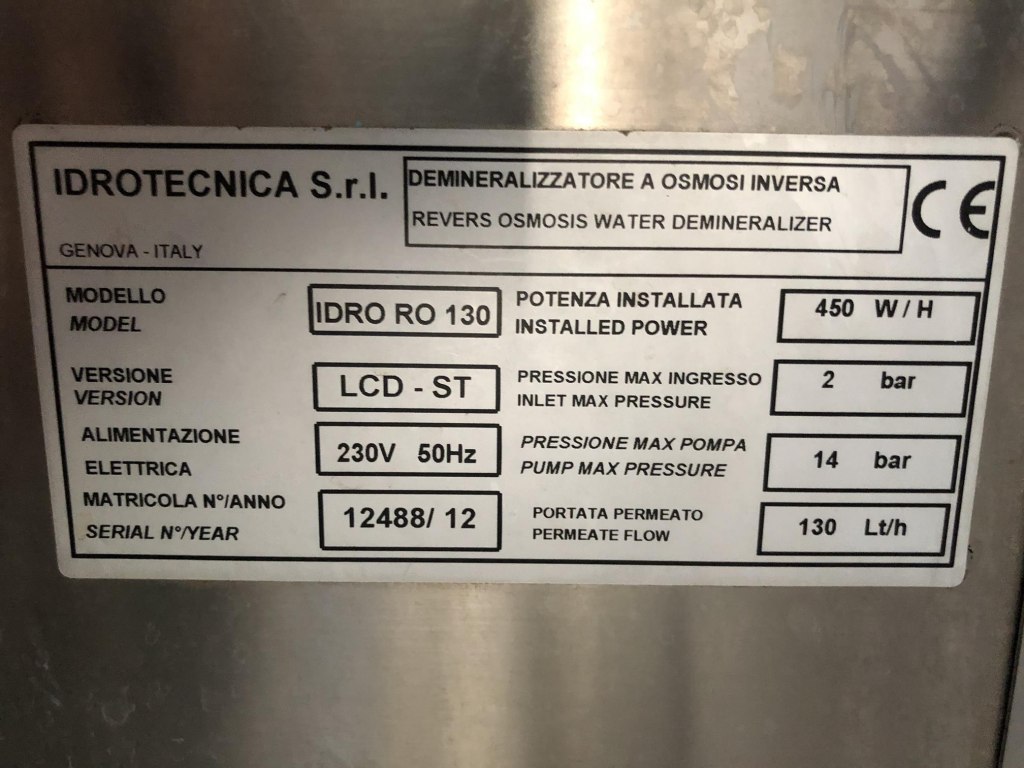 IDROTECNICA S.r.l.
GENOVA - ITALY
DEMINERALIZZATORE A OSMOSI INVERSA
REVERS OSMOSIS WATER DEMINERALIZER
CE
MODELLO
MODEL
IDRO RO 130
VERSIONE
VERSION
LCD - ST
ALIMENTAZIONE
ELETTRICA
230V 50Hz
MATRICOLA N°/ANNO
SERIAL N°/YEAR
12488/ 12
POTENZA INSTALLATA
INSTALLED POWER
450 W / H
PRESSIONE MAX INGRESSO
INLET MAX PRESSURE
2 bar
PRESSIONE MAX POMPA
PUMP MAX PRESSURE
14 bar
PORTATA PERMEATO
PERMEATE FLOW
130 Lt/h